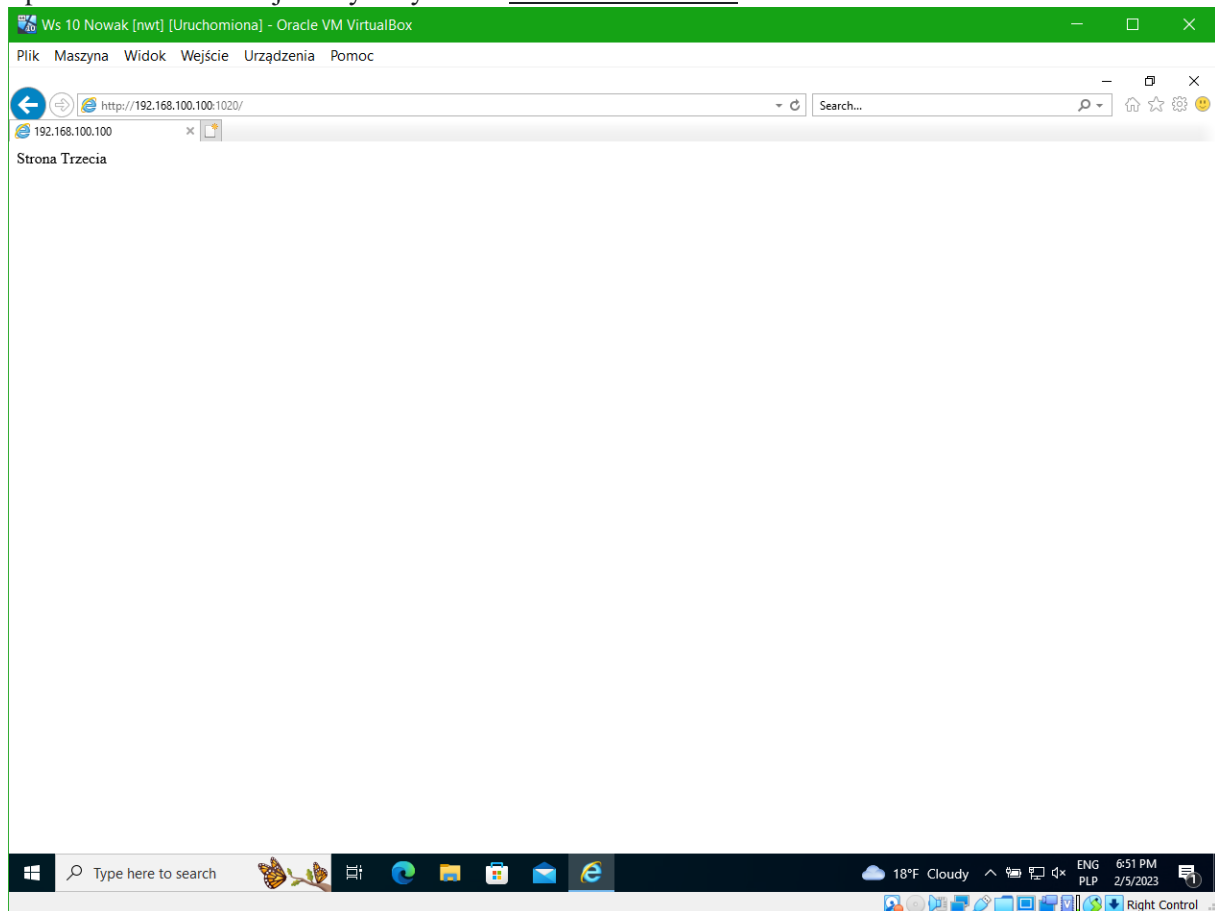 Ws 10 Nowak [nwt] [Uruchomiona] - Oracle VM VirtualBox
Plik Maszyna Widok Wejście Urządzenia Pomoc
http://192.168.100.100:1020/ Search...
192.168.100.100
Strona Trzecia
Type here to search 18°F Cloudy ENG 6:51 PM
PLP 2/5/2023
Right Control